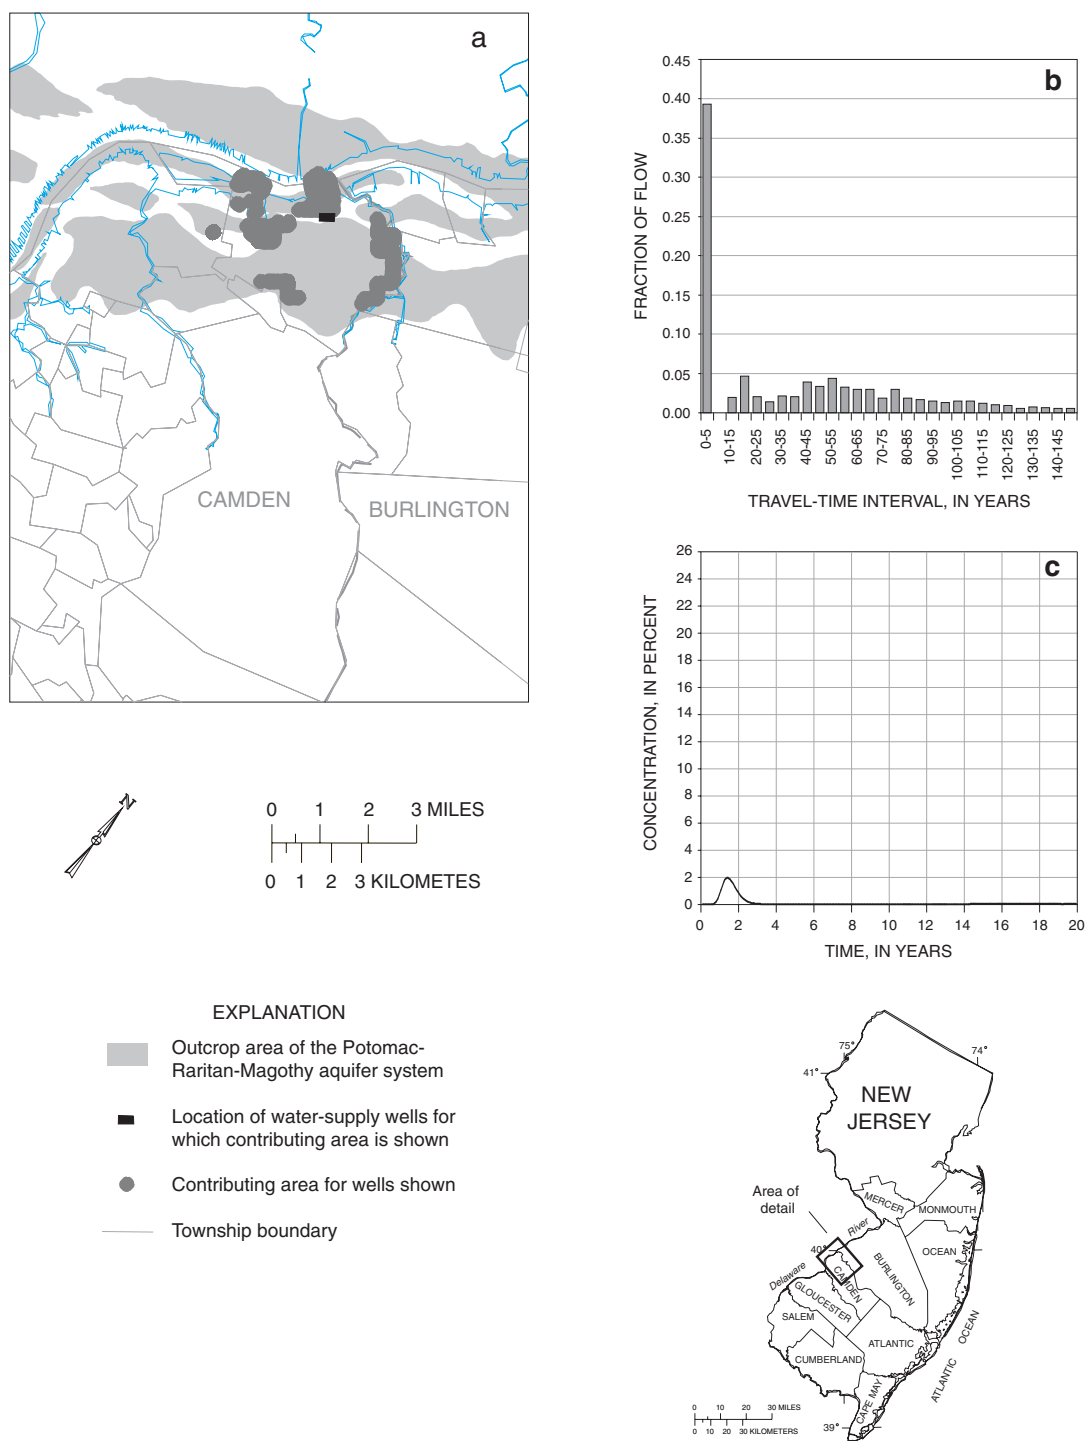 a
CAMDEN
BURLINGTON
N
0 1 2 3 MILES
0 1 2 3 KILOMETES
EXPLANATION
Outcrop area of the Potomac-
Raritan-Magothy aquifer system
Location of water-supply wells for
which contributing area is shown
Contributing area for wells shown
Township boundary
b
FRACTION OF FLOW
0.45
0.40
0.35
0.30
0.25
0.20
0.15
0.10
0.05
0.00
0-5
10-15
20-25
30-35
40-45
50-55
60-65
70-75
80-85
90-95
100-105
110-115
120-125
130-135
140-145
TRAVEL-TIME INTERVAL, IN YEARS
c
CONCENTRATION, IN PERCENT
26
24
22
20
18
16
14
12
10
8
6
4
2
0
0 2 4 6 8 10 12 14 16 18 20
TIME, IN YEARS
75°
74°
41°
NEW
JERSEY
Area of
detail
MERCER
MONMOUTH
River
40°
OCEAN
Delaware
CAMDEN
BURLINGTON
GLOUCESTER
SALEM
ATLANTIC
CUMBERLAND
CAPE MAY
ATLANTIC OCEAN
39°
0 10 20 30 MILES
0 10 20 30 KILOMETERS